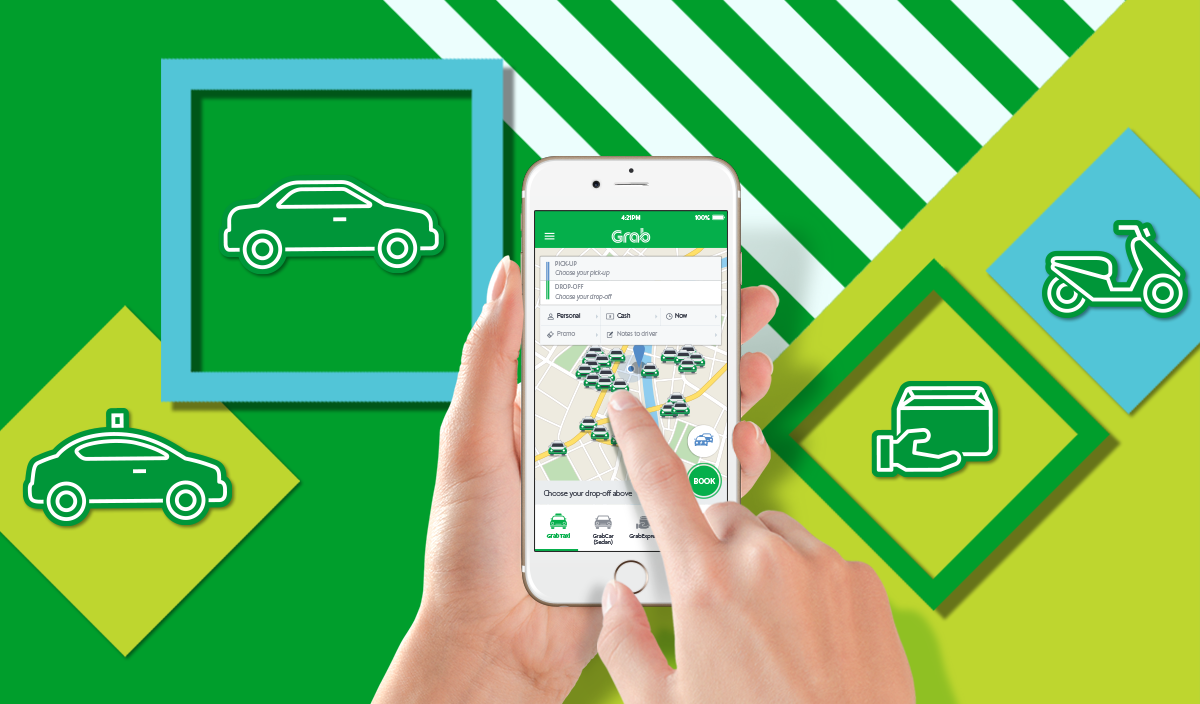 4:21PM 100%
Grab
PICK-UP
Choose your pick-up
DROP-OFF
Choose your drop-off
Personal Cash Now
Promo Notes to driver
BOOK
Choose your drop-off above
GrabTaxi GrabCar
(Sedan)